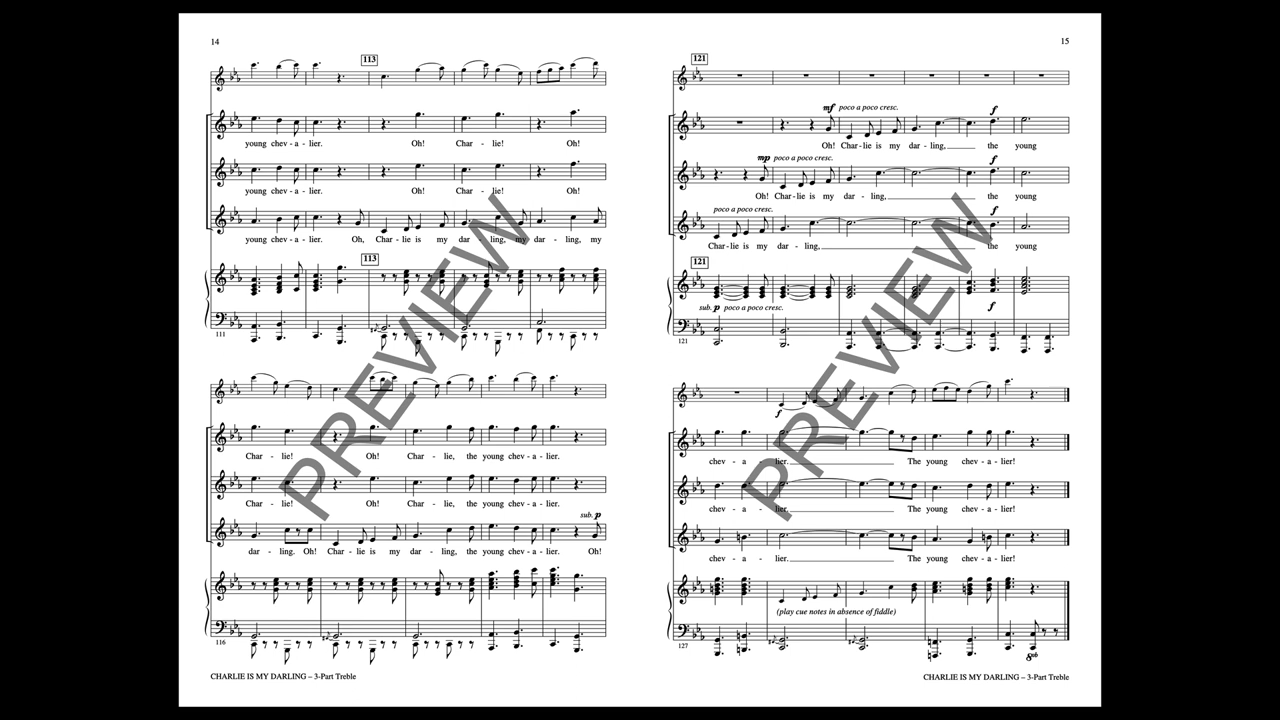 14
113
young chev - a - lier. Oh! Char - lie! Oh!
young chev - a - lier. Oh! Char - lie! Oh!
young chev - a - lier. Oh, Char - lie is my dar - ling, my dar - ling, my
113
111
Char - lie! Oh! Char - lie, the young chev - a - lier.
Char - lie! Oh! Char - lie, the young chev - a - lier.
sub. p
dar - ling. Oh! Char - lie is my dar - ling, the young chev - a - lier. Oh!
116
CHARLIE IS MY DARLING – 3-Part Treble
15
121
mf poco a poco cresc. f
Oh! Char - lie is my dar - ling, the young
mp poco a poco cresc. f
Oh! Char - lie is my dar - ling, the young
poco a poco cresc. f
Char - lie is my dar - ling, the young
121
sub. p poco a poco cresc. f
121
f
chev - a - lier. The young chev - a - lier!
chev - a - lier. The young chev - a - lier!
chev - a - lier. The young chev - a - lier!
(play cue notes in absence of fiddle)
127
8vb
CHARLIE IS MY DARLING – 3-Part Treble
PREVIEW
PREVIEW